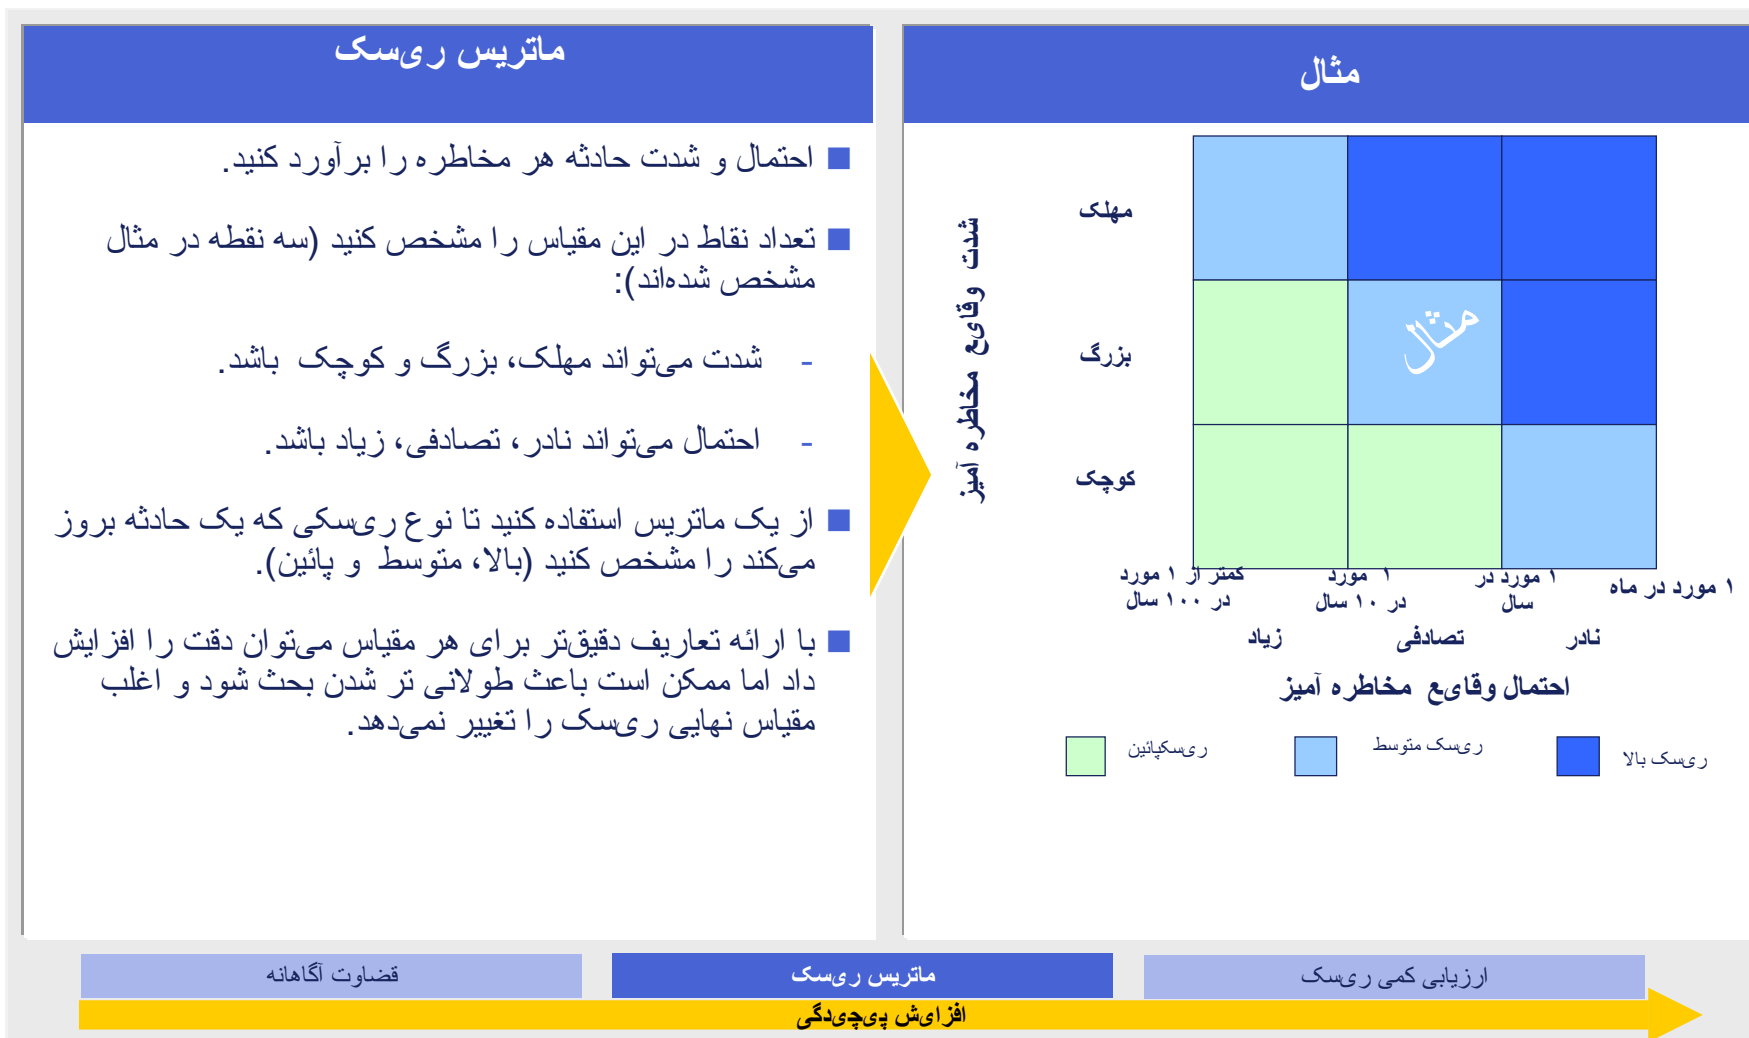 ماتریس ریسک
احتمال و شدت حادثه هر مخاطره را برآورد کنید.
تعداد نقاط در این مقیاس را مشخص کنید (سه نقطه در مثال
مشخص شده‌اند):
- شدت می‌تواند مهلک، بزرگ و کوچک باشد.
- احتمال می‌تواند نادر، تصادفی، زیاد باشد.
از یک ماتریس استفاده کنید تا نوع ریسکی که یک حادثه بروز
می‌کند را مشخص کنید (بالا، متوسط و پائین).
با ارائه تعاریف دقیق‌تر برای هر مقیاس می‌توان دقت را افزایش
داد اما ممکن است باعث طولانی تر شدن بحث شود و اغلب
مقیاس نهایی ریسک را تغییر نمی‌دهد.
مثال
شدت وقایع مخاطره آمیز
مهلک
بزرگ
کوچک
مثال
کمتر از ۱ مورد
در ۱۰۰ سال
۱ مورد
در ۱۰ سال
۱ مورد در
سال
۱ مورد در ماه
زیاد
تصادفی
نادر
احتمال وقایع مخاطره آمیز
ریسکپائین
ریسک متوسط
ریسک بالا
قضاوت آگاهانه
ماتریس ریسک
ارزیابی کمی ریسک
افزایش پیچیدگی